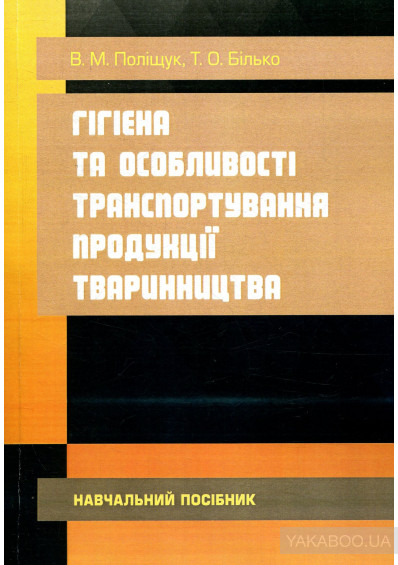 В. М. Поліщук, Т. О. Білько
ГІГІЄНА
ТА ОСОБЛИВОСТІ
ТРАНСПОРТУВАННЯ
ПРОДУКЦІЇ
ТВАРИННИЦТВА
НАВЧАЛЬНИЙ ПОСІБНИК
YAKABOO.UA